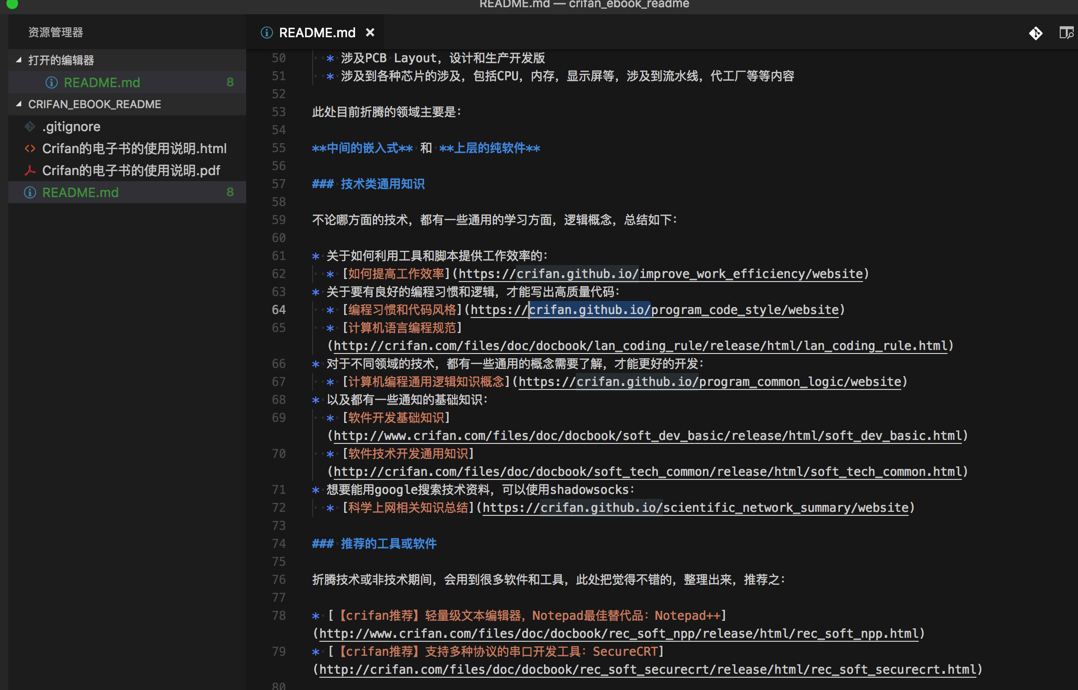 README.md — crifan_ebook_readme
资源管理器
打开的编辑器
README.md 8
CRIFAN_EBOOK_README
.gitignore
Crifan的电子书的使用说明.html
Crifan的电子书的使用说明.pdf
README.md 8
README.md ×
50 * 涉及PCB Layout，设计和生产开发版
51 * 涉及到各种芯片的涉及，包括CPU，内存，显示屏等，涉及到流水线，代工厂等等内容
52
53 此处目前折腾的领域主要是：
54
55 **中间的嵌入式** 和 **上层的纯软件**
56
57 ### 技术类通用知识
58
59 不论哪方面的技术，都有一些通用的学习方面，逻辑概念，总结如下：
60
61 * 关于如何利用工具和脚本提供工作效率的：
62 * [如何提高工作效率](https://crifan.github.io/improve_work_efficiency/website)
63 * 关于要有良好的编程习惯和逻辑，才能写出高质量代码：
64 * [编程习惯和代码风格](https://crifan.github.io/program_code_style/website)
65 * [计算机语言编程规范]
(http://crifan.com/files/doc/docbook/lan_coding_rule/release/html/lan_coding_rule.html)
66 * 对于不同领域的技术，都有一些通用的概念需要了解，才能更好的开发：
67 * [计算机编程通用逻辑知识概念](https://crifan.github.io/program_common_logic/website)
68 * 以及都有一些通知的基础知识：
69 * [软件开发基础知识]
(http://www.crifan.com/files/doc/docbook/soft_dev_basic/release/html/soft_dev_basic.html)
70 * [软件技术开发通用知识]
(http://crifan.com/files/doc/docbook/soft_tech_common/release/html/soft_tech_common.html)
71 * 想要能用google搜索技术资料，可以使用shadowsocks：
72 * [科学上网相关知识总结](https://crifan.github.io/scientific_network_summary/website)
73
74 ### 推荐的工具或软件
75
76 折腾技术或非技术期间，会用到很多软件和工具，此处把觉得不错的，整理出来，推荐之：
77
78 * [【crifan推荐】轻量级文本编辑器，Notepad最佳替代品：Notepad++]
(http://www.crifan.com/files/doc/docbook/rec_soft_npp/release/html/rec_soft_npp.html)
79 * [【crifan推荐】支持多种协议的串口开发工具：SecureCRT]
(http://crifan.com/files/doc/docbook/rec_soft_securecrt/release/html/rec_soft_securecrt.html)
80